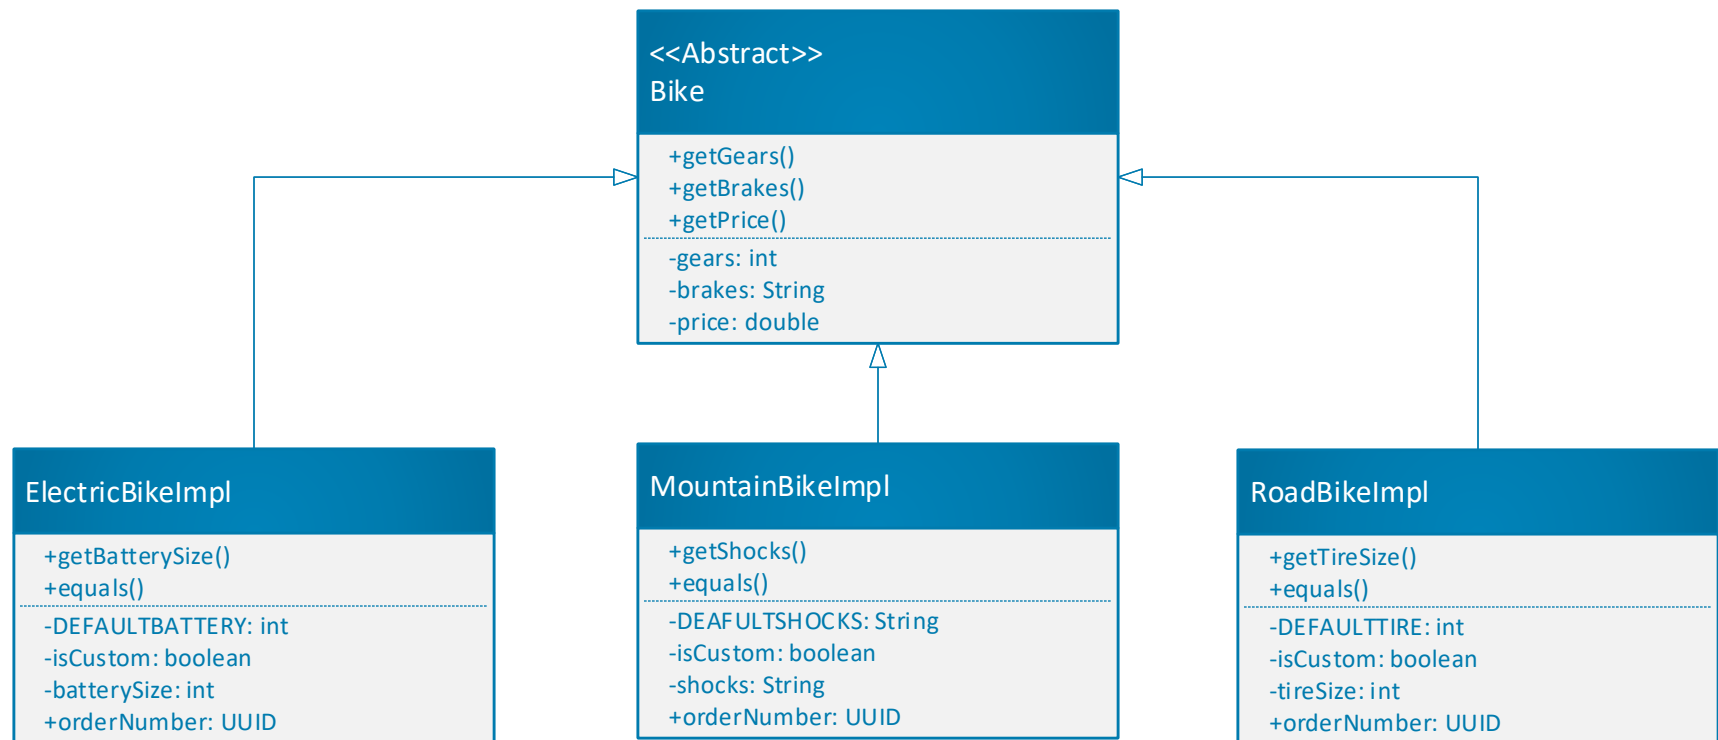 <<Abstract>>
Bike
+getGears()
+getBrakes()
+getPrice()
-gears: int
-brakes: String
-price: double
ElectricBikeImpl
+getBatterySize()
+equals()
-DEFAULTBATTERY: int
-isCustom: boolean
-batterySize: int
+orderNumber: UUID
MountainBikeImpl
+getShocks()
+equals()
-DEAFULTSHOCKS: String
-isCustom: boolean
-shocks: String
+orderNumber: UUID
RoadBikeImpl
+getTireSize()
+equals()
-DEFAULTTIRE: int
-isCustom: boolean
-tireSize: int
+orderNumber: UUID